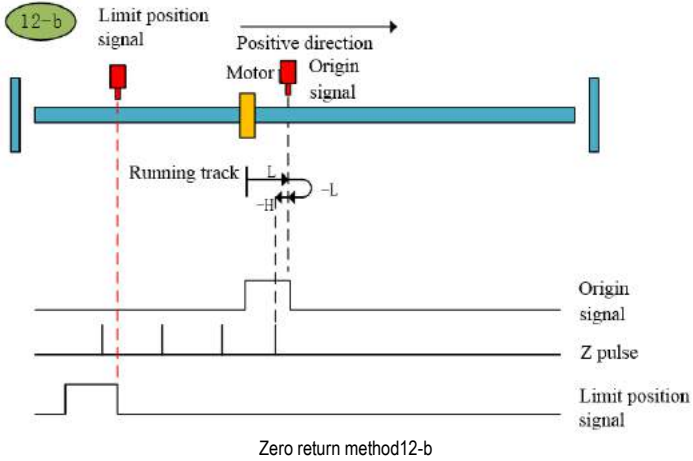 12-b
Limit position
signal
Positive direction
Motor
Origin
signal
Running track
L
-L
-H
Origin
signal
Z pulse
Limit position
signal
Zero return method12-b